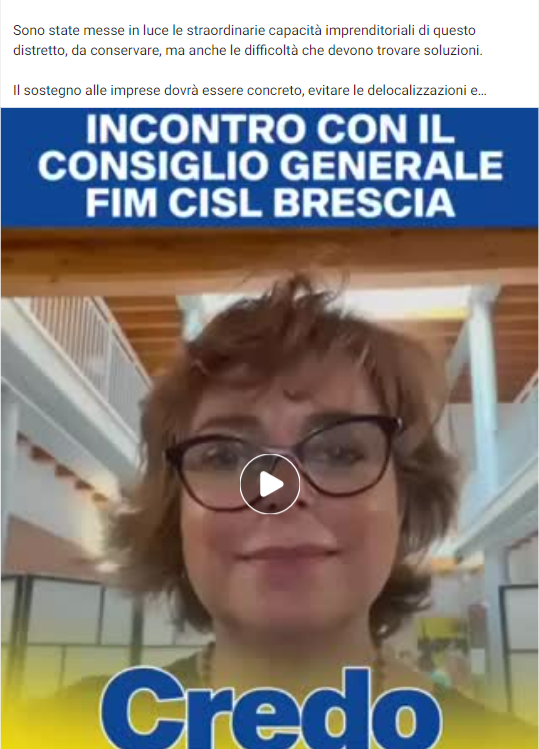 Sono state messe in luce le straordinarie capacità imprenditoriali di questo
distretto, da conservare, ma anche le difficoltà che devono trovare soluzioni.
Il sostegno alle imprese dovrà essere concreto, evitare le delocalizzazioni e...
INCONTRO CON IL
CONSIGLIO GENERALE
FIM CISL BRESCIA
Credo